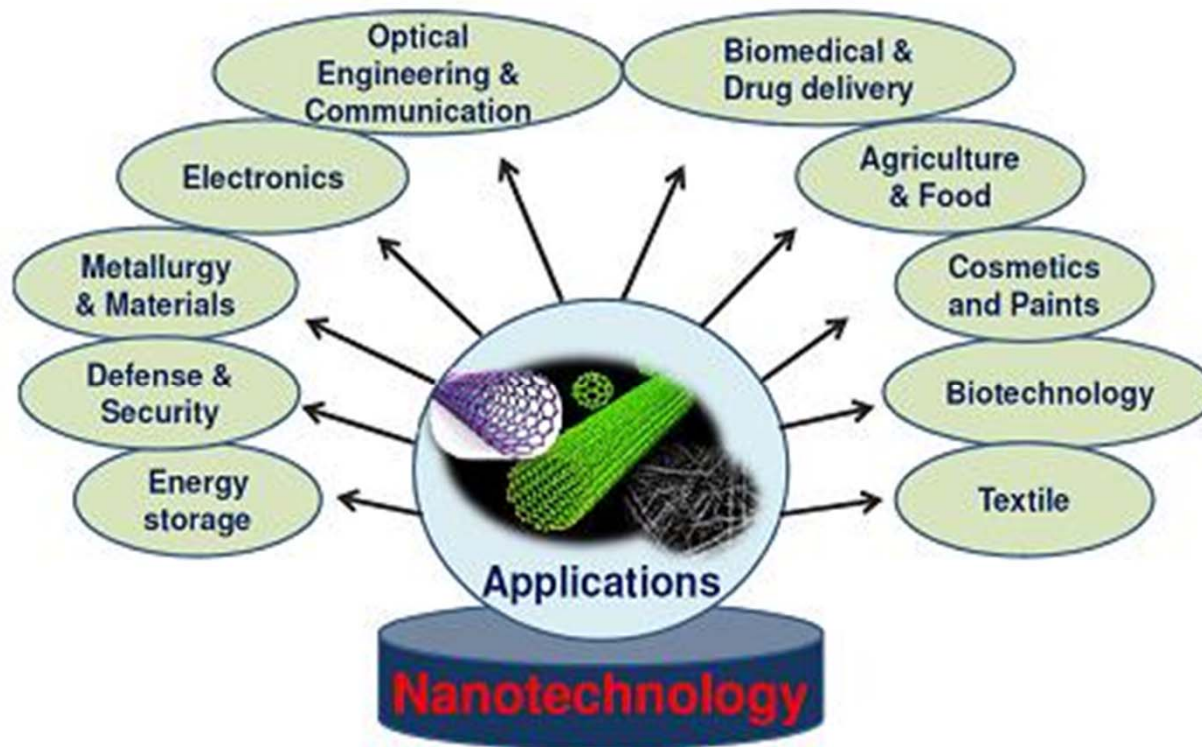 Optical
Engineering &
Communication
Biomedical &
Drug delivery
Electronics
Agriculture
& Food
Metallurgy
& Materials
Cosmetics
and Paints
Defense &
Security
Biotechnology
Energy
storage
Textile
Applications
Nanotechnology